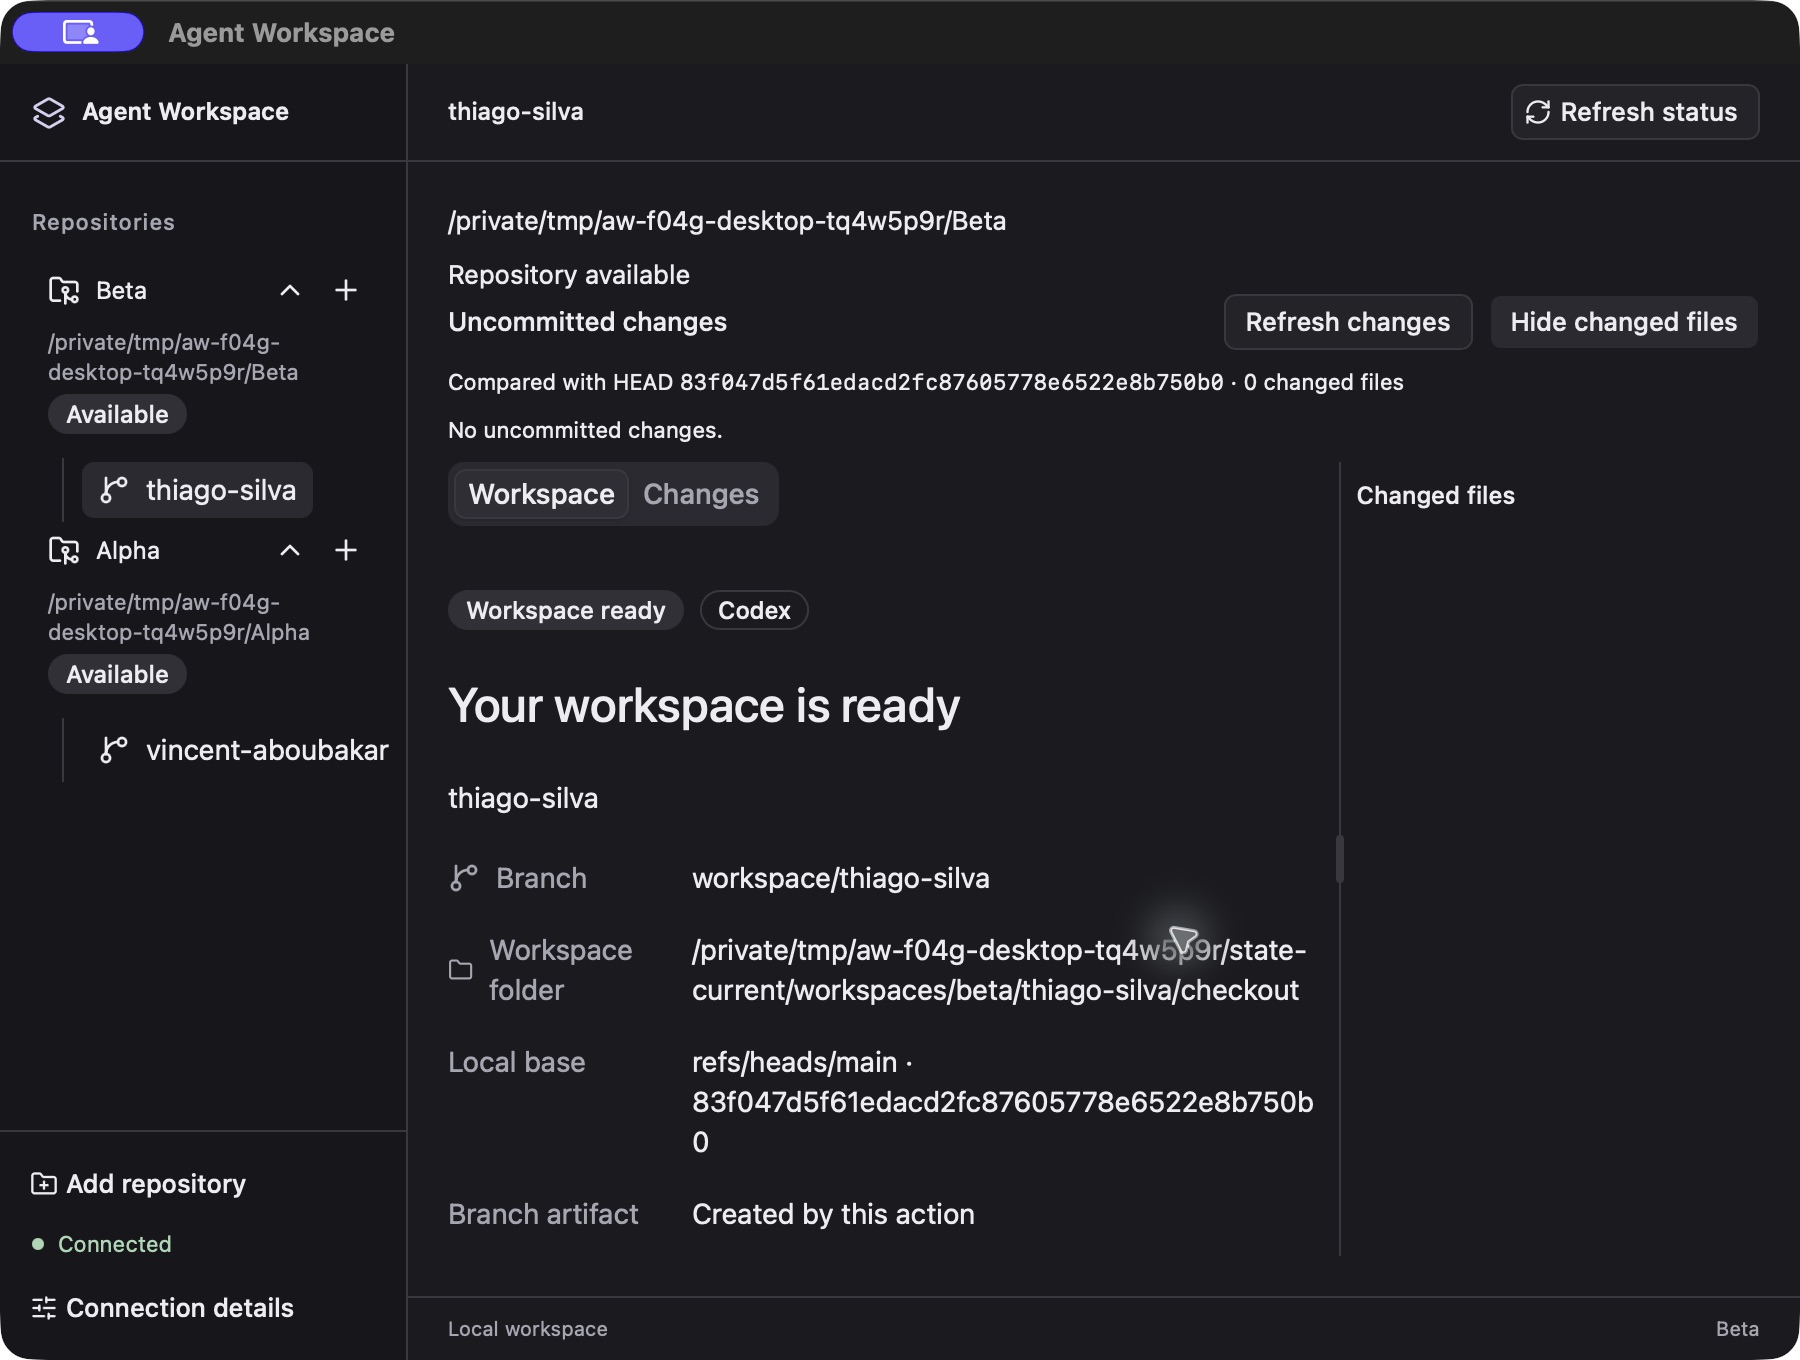 Agent Workspace
Agent Workspace
thiago-silva
Refresh status
Repositories
Beta
/private/tmp/aw-f04g-
desktop-tq4w5p9r/Beta
Available
thiago-silva
Alpha
/private/tmp/aw-f04g-
desktop-tq4w5p9r/Alpha
Available
vincent-aboubakar
Add repository
Connected
Connection details
/private/tmp/aw-f04g-desktop-tq4w5p9r/Beta
Repository available
Uncommitted changes
Refresh changes
Hide changed files
Compared with HEAD 83f047d5f61edacd2fc87605778e6522e8b750b0 · 0 changed files
No uncommitted changes.
Workspace
Changes
Changed files
Workspace ready
Codex
Your workspace is ready
thiago-silva
Branch
workspace/thiago-silva
Workspace
folder
/private/tmp/aw-f04g-desktop-tq4w5p9r/state-
current/workspaces/beta/thiago-silva/checkout
Local base
refs/heads/main ·
83f047d5f61edacd2fc87605778e6522e8b750b
0
Branch artifact
Created by this action
Local workspace
Beta